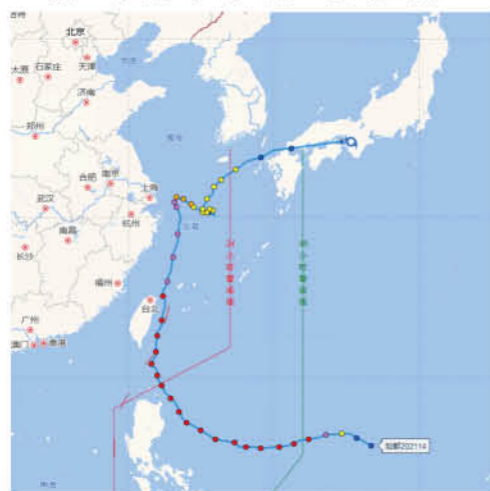 北京
天津
太原
石家庄
济南
郑州
合肥
南京
上海
武汉
杭州
南昌
长沙
福州
台北
广州
澳门
香港
24小时警戒线
48小时警戒线
灿都202114